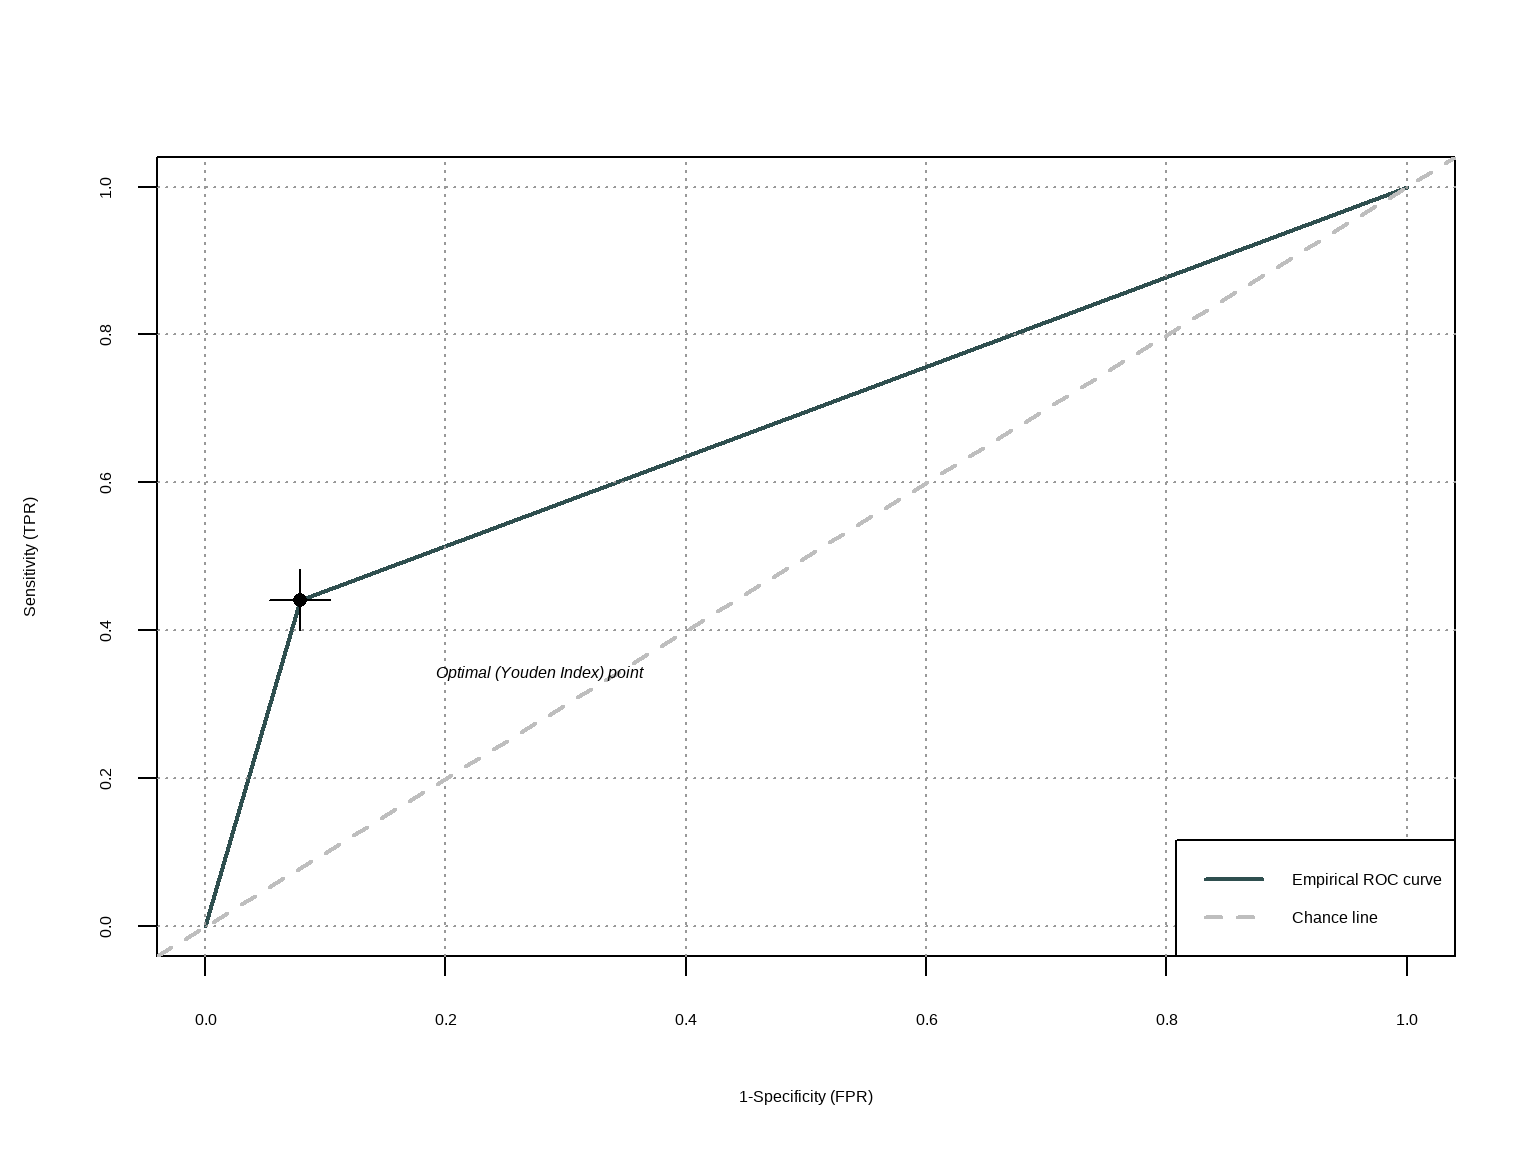 Sensitivity (TPR)
1.0
0.8
0.6
0.4
0.2
0.0
Optimal (Youden Index) point
Empirical ROC curve
Chance line
0.0 0.2 0.4 0.6 0.8 1.0
1-Specificity (FPR)